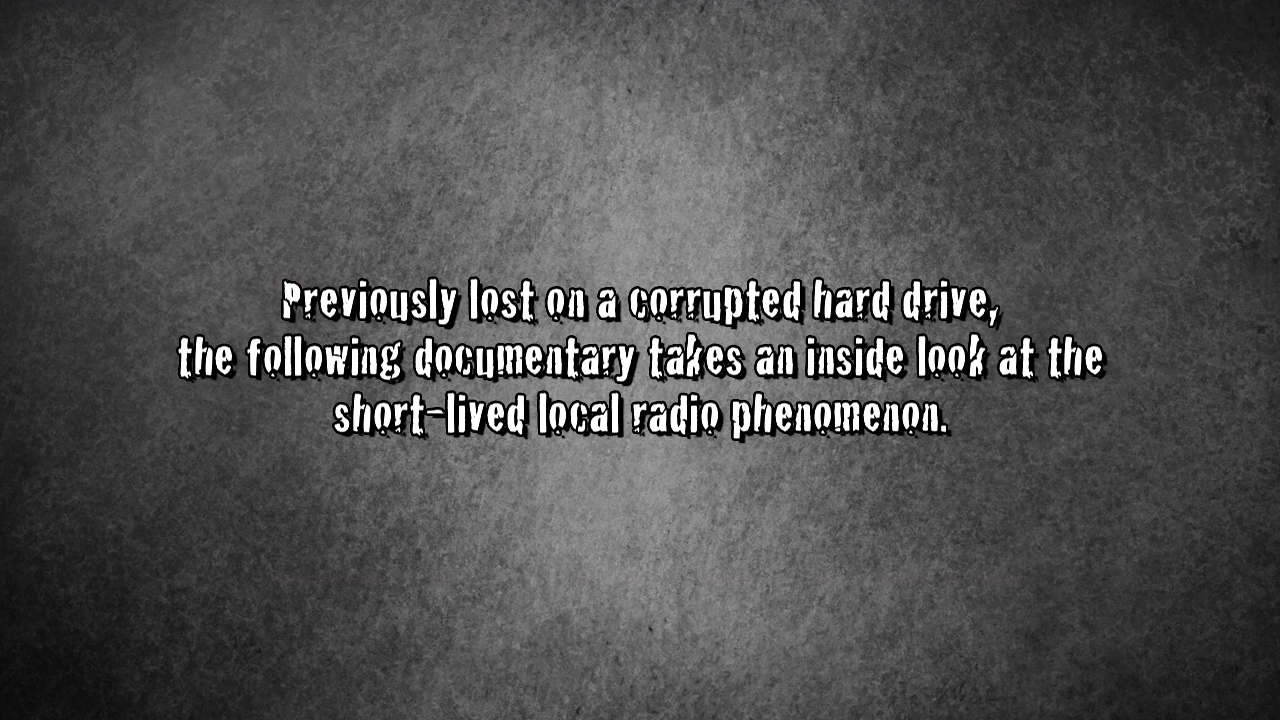 Previously lost on a corrupted hard drive,
the following documentary takes an inside look at the
short-lived local radio phenomenon.